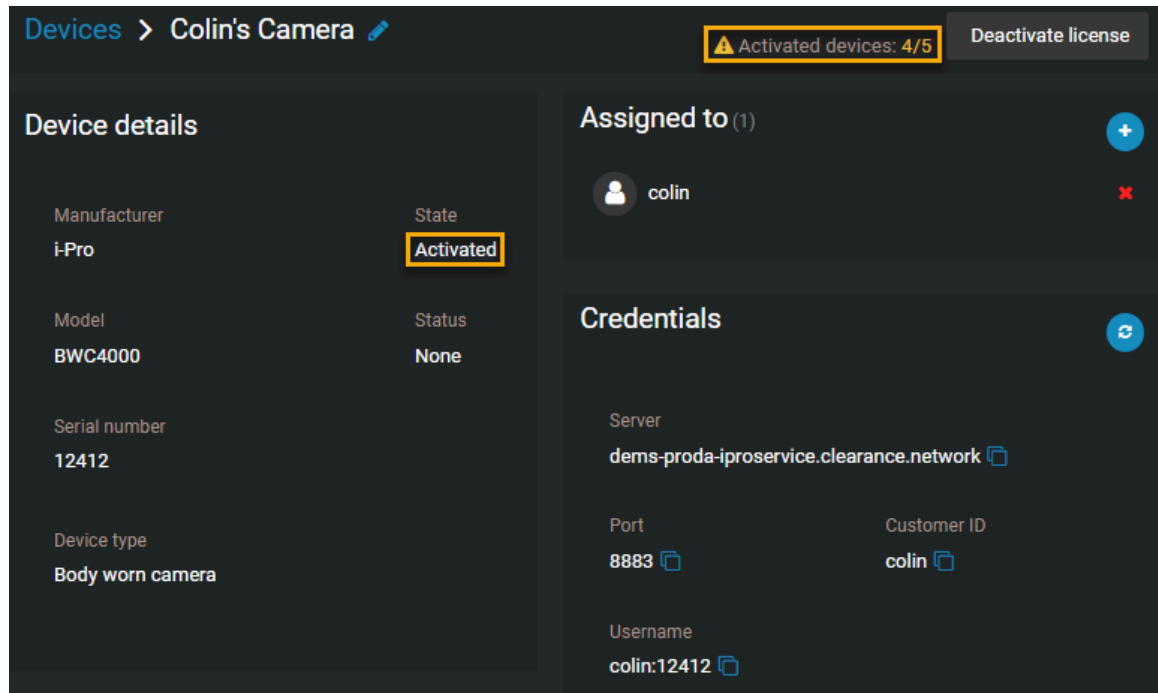 Devices > Colin's Camera
Activated devices: 4/5
Deactivate license
Device details
Manufacturer
State
i-Pro
Activated
Model
Status
BWC4000
None
Serial number
12412
Device type
Body worn camera
Assigned to (1)
colin
Credentials
Server
dems-proda-iproservice.clearance.network
Port
Customer ID
8883
colin
Username
colin:12412